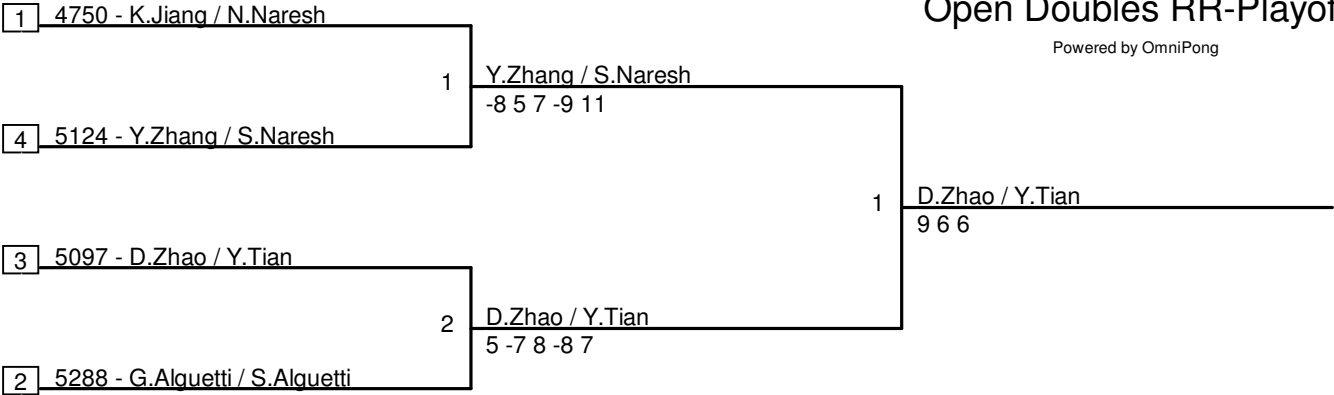 Open Doubles RR-Playof
Powered by OmniPong
1 4750 - K.Jiang / N.Naresh
1 Y.Zhang / S.Naresh
-8 5 7 -9 11
4 5124 - Y.Zhang / S.Naresh
1 D.Zhao / Y.Tian
9 6 6
3 5097 - D.Zhao / Y.Tian
2 D.Zhao / Y.Tian
5 -7 8 -8 7
2 5288 - G.Alguetti / S.Alguetti